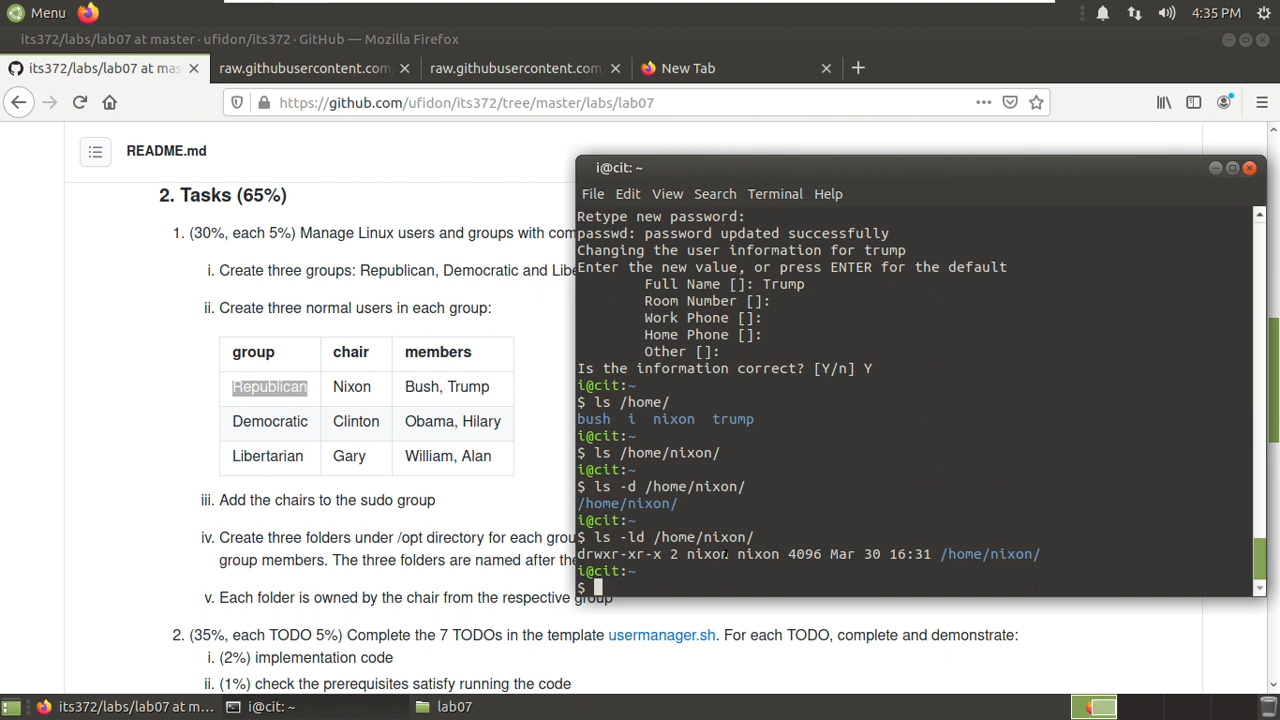 Menu
4:35 PM
its372/labs/lab07 at master · ufidon/its372 · GitHub — Mozilla Firefox
its372/labs/lab07 at mas
raw.githubusercontent.com/
raw.githubusercontent.com/
New Tab
https://github.com/ufidon/its372/tree/master/labs/lab07
README.md
2. Tasks (65%)
1. (30%, each 5%) Manage Linux users and groups with com
i. Create three groups: Republican, Democratic and Libe
ii. Create three normal users in each group:
group chair members
Republican Nixon Bush, Trump
Democratic Clinton Obama, Hilary
Libertarian Gary William, Alan
iii. Add the chairs to the sudo group
iv. Create three folders under /opt directory for each grou
group members. The three folders are named after the
v. Each folder is owned by the chair from the respective group
2. (35%, each TODO 5%) Complete the 7 TODOs in the template usermanager.sh. For each TODO, complete and demonstrate:
i. (2%) implementation code
ii. (1%) check the prerequisites satisfy running the code
i@cit: ~
File Edit View Search Terminal Help
Retype new password:
passwd: password updated successfully
Changing the user information for trump
Enter the new value, or press ENTER for the default
Full Name []: Trump
Room Number []:
Work Phone []:
Home Phone []:
Other []:
Is the information correct? [Y/n] Y
i@cit:~
$ ls /home/
bush i nixon trump
i@cit:~
$ ls /home/nixon/
i@cit:~
$ ls -d /home/nixon/
/home/nixon/
i@cit:~
$ ls -ld /home/nixon/
drwxr-xr-x 2 nixon nixon 4096 Mar 30 16:31 /home/nixon/
i@cit:~
$
its372/labs/lab07 at m...
i@cit: ~
lab07